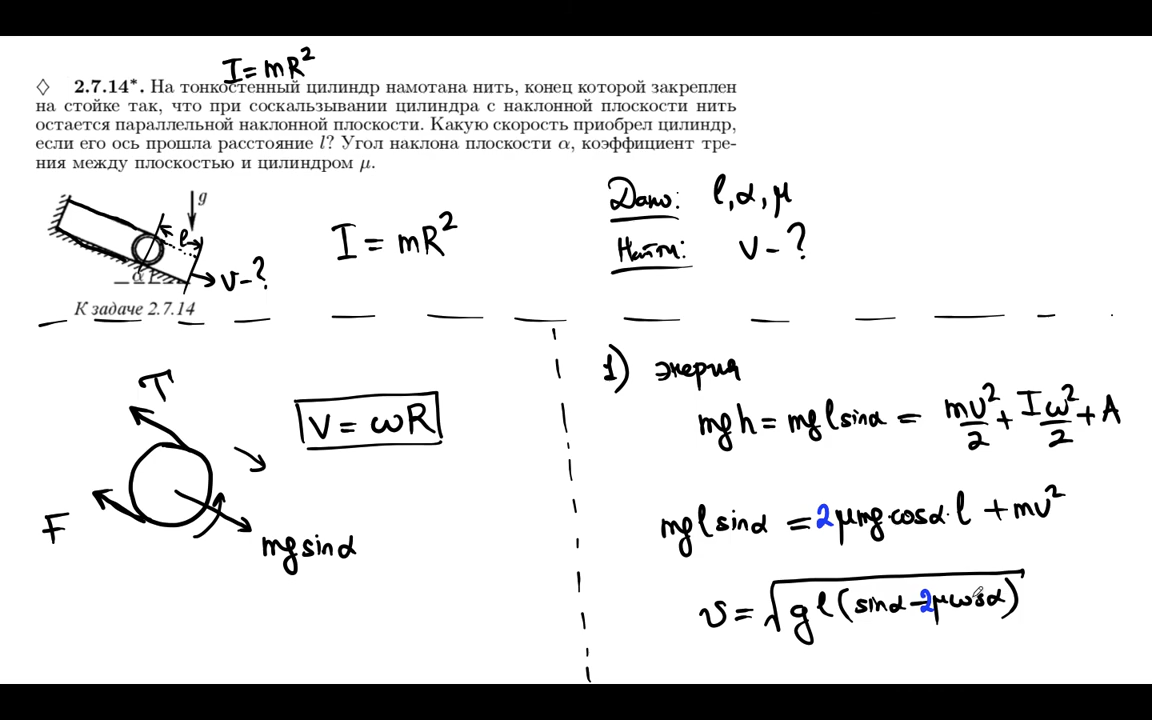 I = mR²
♢ 2.7.14*. На тонкостенный цилиндр намотана нить, конец которой закреплен
на стойке так, что при соскальзывании цилиндра с наклонной плоскости нить
остается параллельной наклонной плоскости. Какую скорость приобрел цилиндр,
если его ось прошла расстояние l? Угол наклона плоскости α, коэффициент тре-
ния между плоскостью и цилиндром μ.
g
l
α
v - ?
К задаче 2.7.14
I = mR²
Дано: l, α, μ
Найти: v - ?
T
F
mg sinα
V = ωR
1) энергия
mgh = mgl sinα = mv²/2 + Iω²/2 + A
mgl sinα = 2μmg·cosα·l + mv²
v = √gl(sinα - 2μcosα)